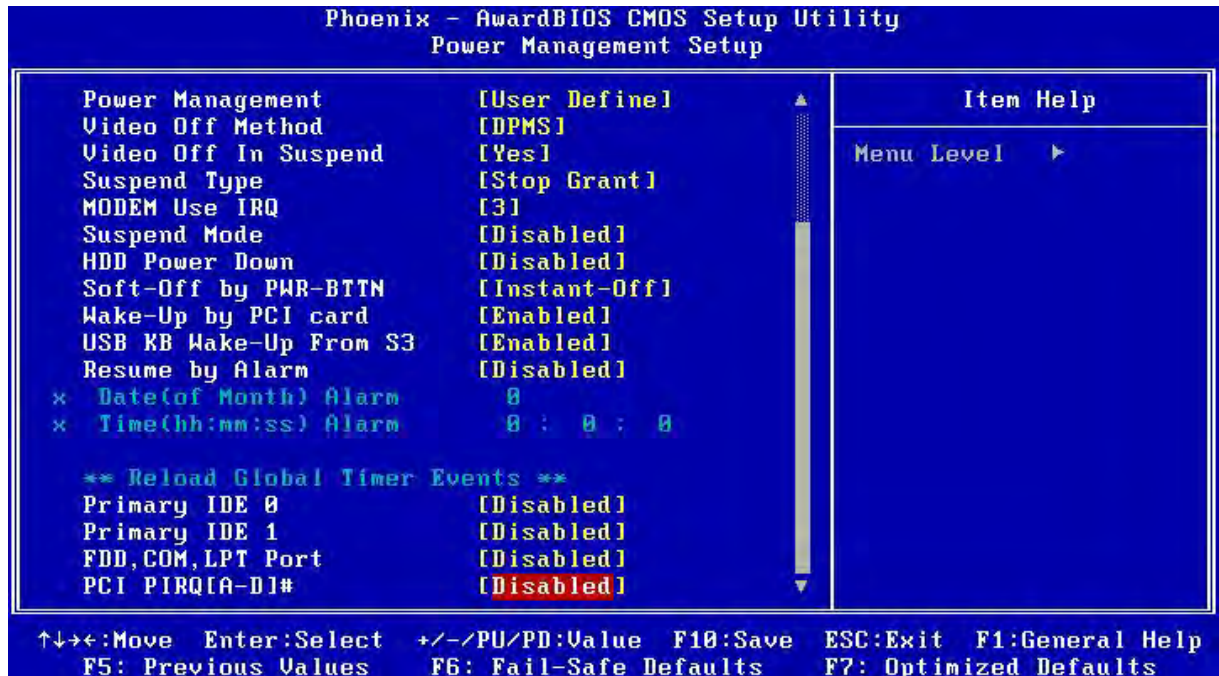 Phoenix - AwardBIOS CMOS Setup Utility
Power Management Setup
Power Management [User Define]
Video Off Method [DPMS]
Video Off In Suspend [Yes]
Suspend Type [Stop Grant]
MODEM Use IRQ [3]
Suspend Mode [Disabled]
HDD Power Down [Disabled]
Soft-Off by PWR-BTTN [Instant-Off]
Wake-Up by PCI card [Enabled]
USB KB Wake-Up From S3 [Enabled]
Resume by Alarm [Disabled]
x Date(of Month) Alarm 0
x Time(hh:mm:ss) Alarm 0 : 0 : 0
** Reload Global Timer Events **
Primary IDE 0 [Disabled]
Primary IDE 1 [Disabled]
FDD,COM,LPT Port [Disabled]
PCI PIRQ[A-D]# [Disabled]
Item Help
Menu Level ▶
↑↓→←:Move Enter:Select +/-/PU/PD:Value F10:Save ESC:Exit F1:General Help
F5: Previous Values F6: Fail-Safe Defaults F7: Optimized Defaults